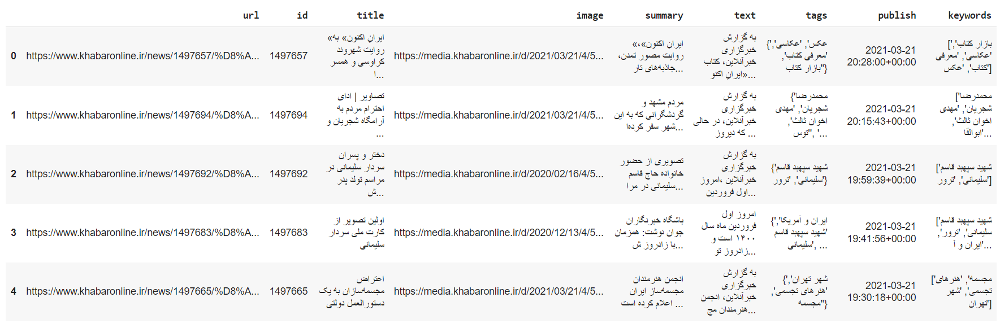 url id title image summary text tags publish keywords
0 https://www.khabaronline.ir/news/1497657/%D8%A... 1497657
ایرانِ اکنون» به»
روایت شهروند
کراوسی و همسر
ا...
https://media.khabaronline.ir/d/2021/03/21/4/5...
ایرانِ اکنون»،»
روایت مصور تمدن،
جاذبه‌های تار...
به گزارش
خبرگزاری
خبرآنلاین، کتاب
«ایرانِ اکنو...
{'عکس', 'عکاسی',
'معرفی کتاب',
'بازار کتاب'}
2021-03-21
20:28:00+00:00
['بازار کتاب',
'عکاسی', 'معرفی
کتاب', 'عکس']
1 https://www.khabaronline.ir/news/1497694/%D8%A... 1497694
تصاویر | ادای
احترام مردم به
آرامگاه شجریان و
...
https://media.khabaronline.ir/d/2021/03/21/4/5...
مردم مشهد و
گردشگرانی که به این
شهر سفر کرده‌ا...
به گزارش
خبرگزاری
خبرآنلاین، در حالی
که دیروز ...
{'محمدرضا
شجریان', 'مهدی
اخوان ثالث',
'توس', '...
2021-03-21
20:15:43+00:00
['محمدرضا
شجریان', 'مهدی
اخوان ثالث',
'ابوالقا...
2 https://www.khabaronline.ir/news/1497692/%D8%A... 1497692
دختر و پسران
سردار سلیمانی در
مراسم تولد پدر
ش...
https://media.khabaronline.ir/d/2020/02/16/4/5...
تصویری از حضور
خانواده حاج قاسم
سلیمانی در مرا...
به گزارش
خبرگزاری
خبرآنلاین ،امروز
اول فروردین...
{'شهید سپهبد قاسم
سلیمانی', 'ترور'}
2021-03-21
19:59:39+00:00
['شهید سپهبد قاسم
سلیمانی', 'ترور']
3 https://www.khabaronline.ir/news/1497683/%D8%A... 1497683
اولین تصویر از
کارت ملی سردار
سلیمانی
https://media.khabaronline.ir/d/2020/12/13/4/5...
باشگاه خبرنگاران
جوان نوشت: همزمان
با زادروز ش...
امروز اول
فروردین ماه سال
۱۴۰۰ است و
زادروز تو...
{'ایران و آمریکا',
'شهید سپهبد قاسم
سلیمانی', ...
2021-03-21
19:41:56+00:00
['شهید سپهبد قاسم
سلیمانی', 'ترور',
'ایران و آ...
4 https://www.khabaronline.ir/news/1497665/%D8%A... 1497665
اعتراض
مجسمه‌سازان به یک
دستورالعمل دولتی
https://media.khabaronline.ir/d/2021/03/21/4/5...
انجمن هنرمندان
مجسمه‌ساز ایران
اعلام کرده است ...
به گزارش
خبرگزاری
خبرآنلاین، انجمن
هنرمندان مج...
{'شهر تهران',
'هنرهای تجسمی',
'مجسمه'}
2021-03-21
19:30:18+00:00
['مجسمه', 'هنرهای
تجسمی', 'شهر
تهران']